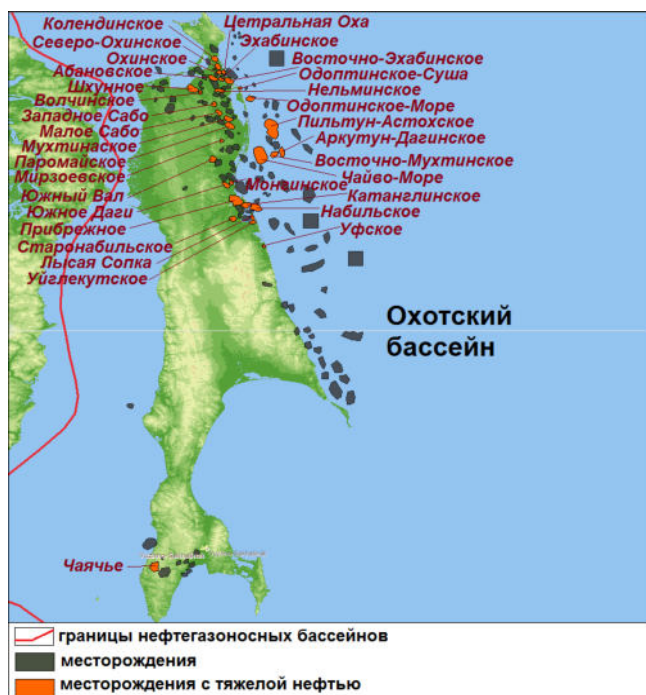 Колендинское
Цетральная Оха
Северо-Охинское
Эхабинское
Охинское
Восточно-Эхабинское
Абановское
Одоптинское-Суша
Шхунное
Нельминское
Волчинское
Одоптинское-Море
Западное Сабо
Пильтун-Астохское
Малое Сабо
Аркутун-Дагинское
Мухтинаское
Паромайское
Восточно-Мухтинское
Мирзоевское
Чайво-Море
Монгинское
Южный Вал
Катанглинское
Южное Даги
Набильское
Прибрежное
Уфское
Старонабильское
Лысая Сопка
Уйглекутское
Охотский
бассейн
Чаячье
границы нефтегазоносных бассейнов
месторождения
месторождения с тяжелой нефтью